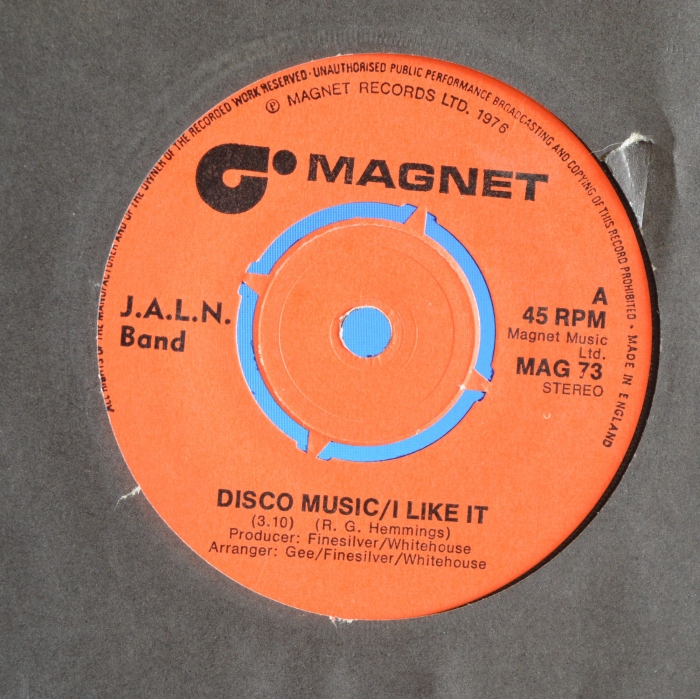 ALL RIGHTS OF THE MANUFACTURER AND OF THE OWNER OF THE RECORDED WORK RESERVED · UNAUTHORISED PUBLIC PERFORMANCE BROADCASTING AND COPYING OF THIS RECORD PROHIBITED • MADE IN ENGLAND
℗ MAGNET RECORDS LTD. 1976
MAGNET
J.A.L.N.
Band
A
45 RPM
Magnet Music
Ltd.
MAG 73
STEREO
DISCO MUSIC/I LIKE IT
(3.10) (R. G. Hemmings)
Producer: Finesilver/Whitehouse
Arranger: Gee/Finesilver/Whitehouse